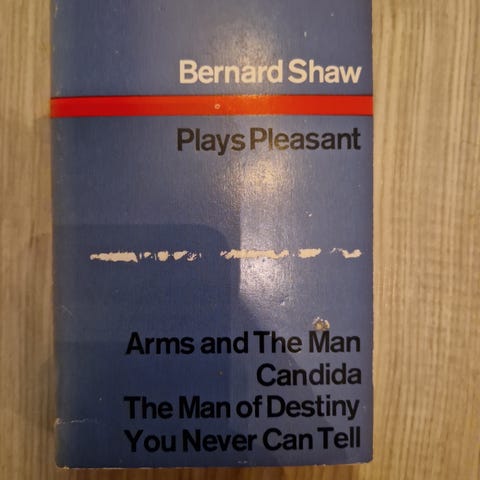 Bernard Shaw
Plays Pleasant
Arms and The Man
Candida
The Man of Destiny
You Never Can Tell